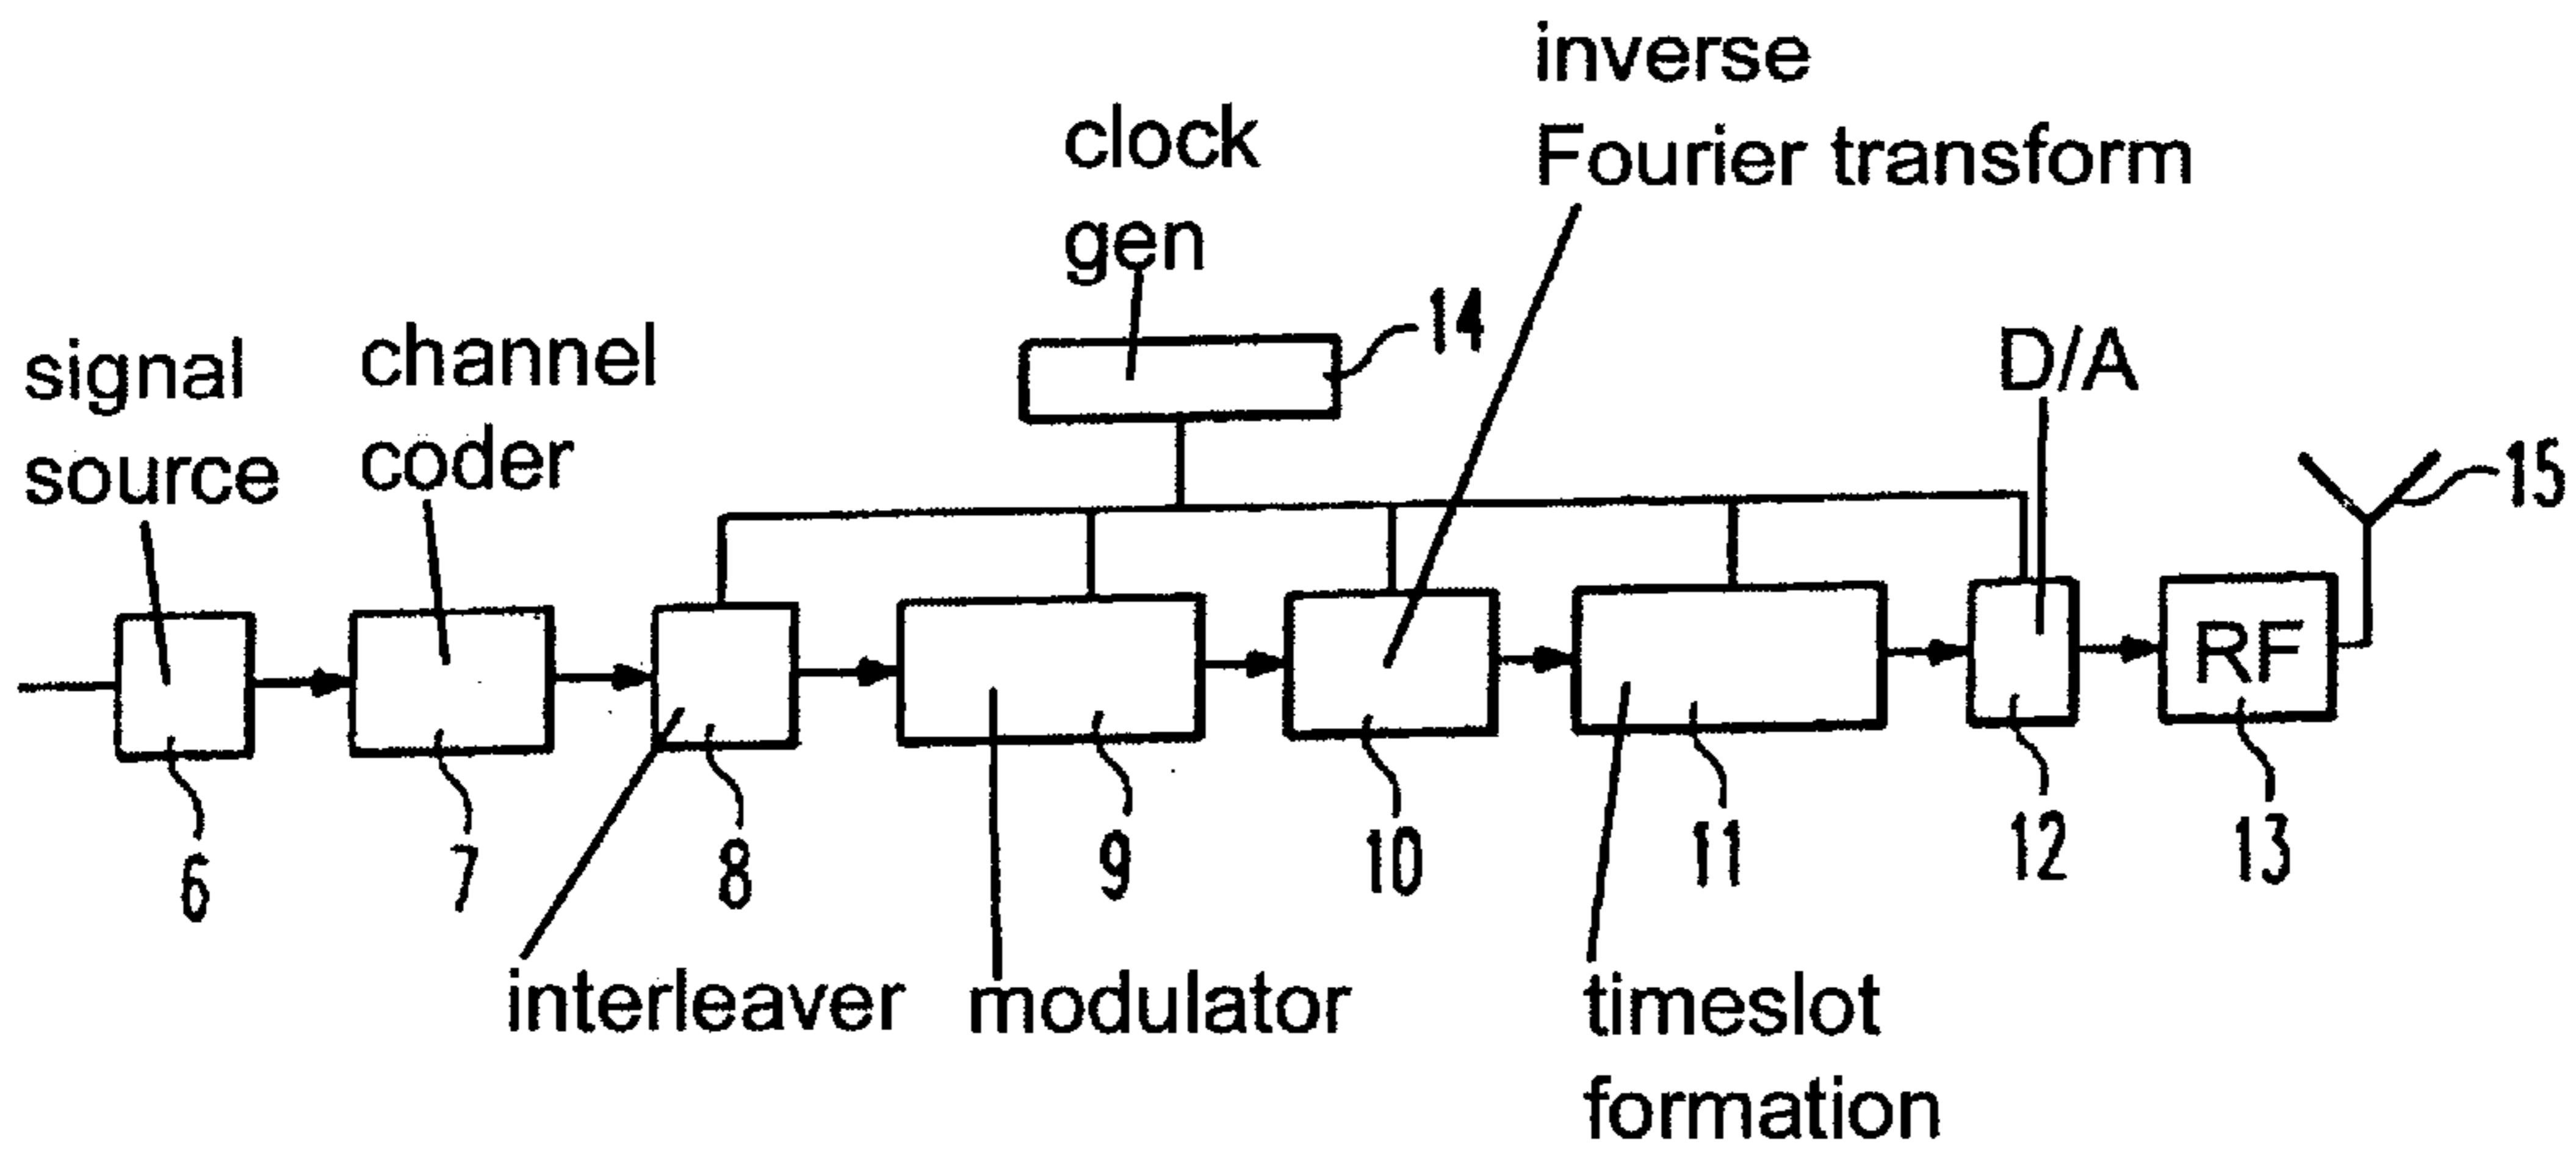 inverse
Fourier transform
clock
gen
14
signal
source
channel
coder
D/A
15
RF
6
7
8
9
10
11
12
13
interleaver
modulator
timeslot
formation